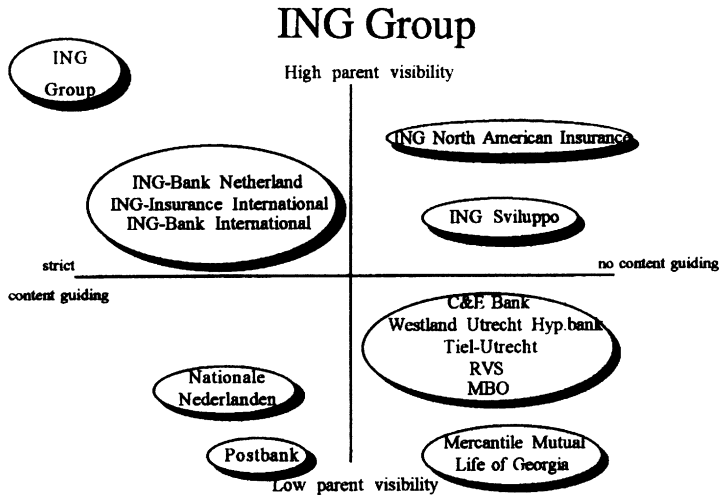 ING Group
ING
Group
High parent visibility
ING North American Insurance
ING-Bank Netherland
ING-Insurance International
ING-Bank International
ING Sviluppo
strict
content guiding
no content guiding
C&E Bank
Westland Utrecht Hyp.bank
Tiel-Utrecht
RVS
MBO
Nationale
Nederlanden
Postbank
Mercantile Mutual
Life of Georgia
Low parent visibility